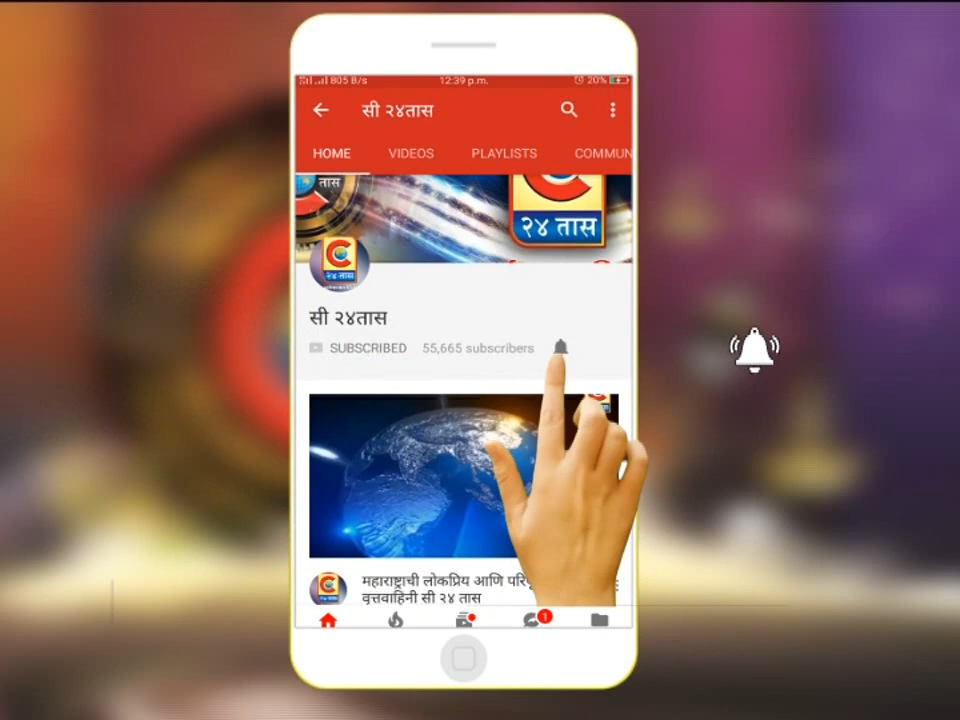 805 B/s 12:39 p.m. 20%
सी २४तास
HOME VIDEOS PLAYLISTS COMMUN
तास
C
२४ तास
C
२४ तास
सी २४तास
SUBSCRIBED 55,665 subscribers
महाराष्ट्राची लोकप्रिय आणि
वृत्तवाहिनी सी २४ तास
1